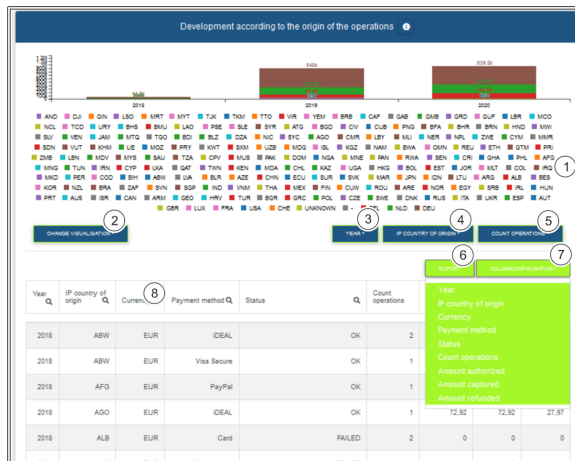 Development according to the origin of the operations
2018
2019
2020
AND DJI GIN LSO MRT MYT TJK TKM TTO VIR YEM BRB CAF GAB GMB GRD GUF LBR MCO
NCL TCD URY BHS BMU LAO PSE SLE SYR ATG BGD CIV CUB PNG BFA BHR BRN HND MWI
SLV VEN JAM MTQ TGO BDI BLZ DZA NIC SYC AGO CMR LBY MLI NER NPL ZWE CYM MMR
SDN VUT KHM LIE MOZ PRY KWT SXM UZB MDG ISL KGZ NAM BWA OMN REU ETH GTM PRI
ZMB LBN MDV MYS SAU TZA CPV MUS PAK DOM NGA MNE PAN RWA SEN CRI GHA PHL AFG
MNG TUN IRN CYP LKA QAT TWN KEN MDA CHL KAZ UGA HKG BOL EST JOR MLT COL IRQ 1
MKD PER COD BIH ABW LVA BLR AZE CHN ECU SUR SVK MAR JPN IDN LTU ARG ALB BES
KOR NZL BRA ZAF SVN SGP IND VNM THA MEX FIN CUW ROU ARE NOR EGY SRB IRL HUN
PRT AUS ISR CAN ARM GEO HRV TUR BGR GRC POL CZE SWE DNK RUS ITA UKR ESP AUT
GBR LUX FRA USA CHE UNKNOWN - BEL NLD DEU
2 3 4 5
CHANGE VISUALISATION YEAR IP COUNTRY OF ORIGIN COUNT OPERATIONS
6 7
EXPORT COLUMNCONFIGURATION
Year IP country of origin Currency 8 Payment method Status Count operations
Year
IP country of origin
Currency
Payment method
Status
Count operations
Amount authorized
Amount captured
Amount refunded
2018 ABW EUR iDEAL OK 2
2018 ABW EUR Visa Secure OK 1
2018 AFG EUR PayPal OK 1
2018 AGO EUR iDEAL OK 1 72,92 72,92 27,97
2018 ALB EUR Card FAILED 2 0 0 0